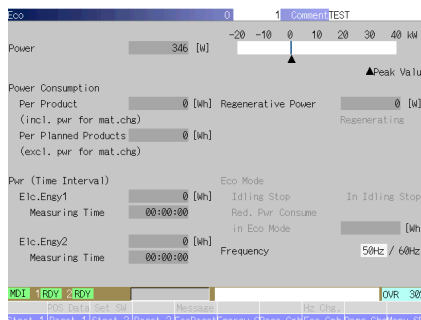 Eco 0 1 Comment TEST
-20 -10 0 10 20 30 40 kW
Power 346 [W]
▲Peak Valu
Power Consumption
Per Product 0 [Wh] Regenerative Power 0 [W]
(incl. pwr for mat.chg) Regenerating
Per Planned Products 0 [Wh]
(excl. pwr for mat.chg)
Pwr (Time Interval) Eco Mode
Elc.Engy1 0 [Wh] Idling Stop In Idling Stop
Measuring Time 00:00:00 Red. Pwr Consume
in Eco Mode [Wh
Elc.Engy2 0 [Wh] Frequency 50Hz / 60Hz
Measuring Time 00:00:00
MDI 1 RDY 2 RDY OVR 30%
POS Data Set SW Message Hz Chg.